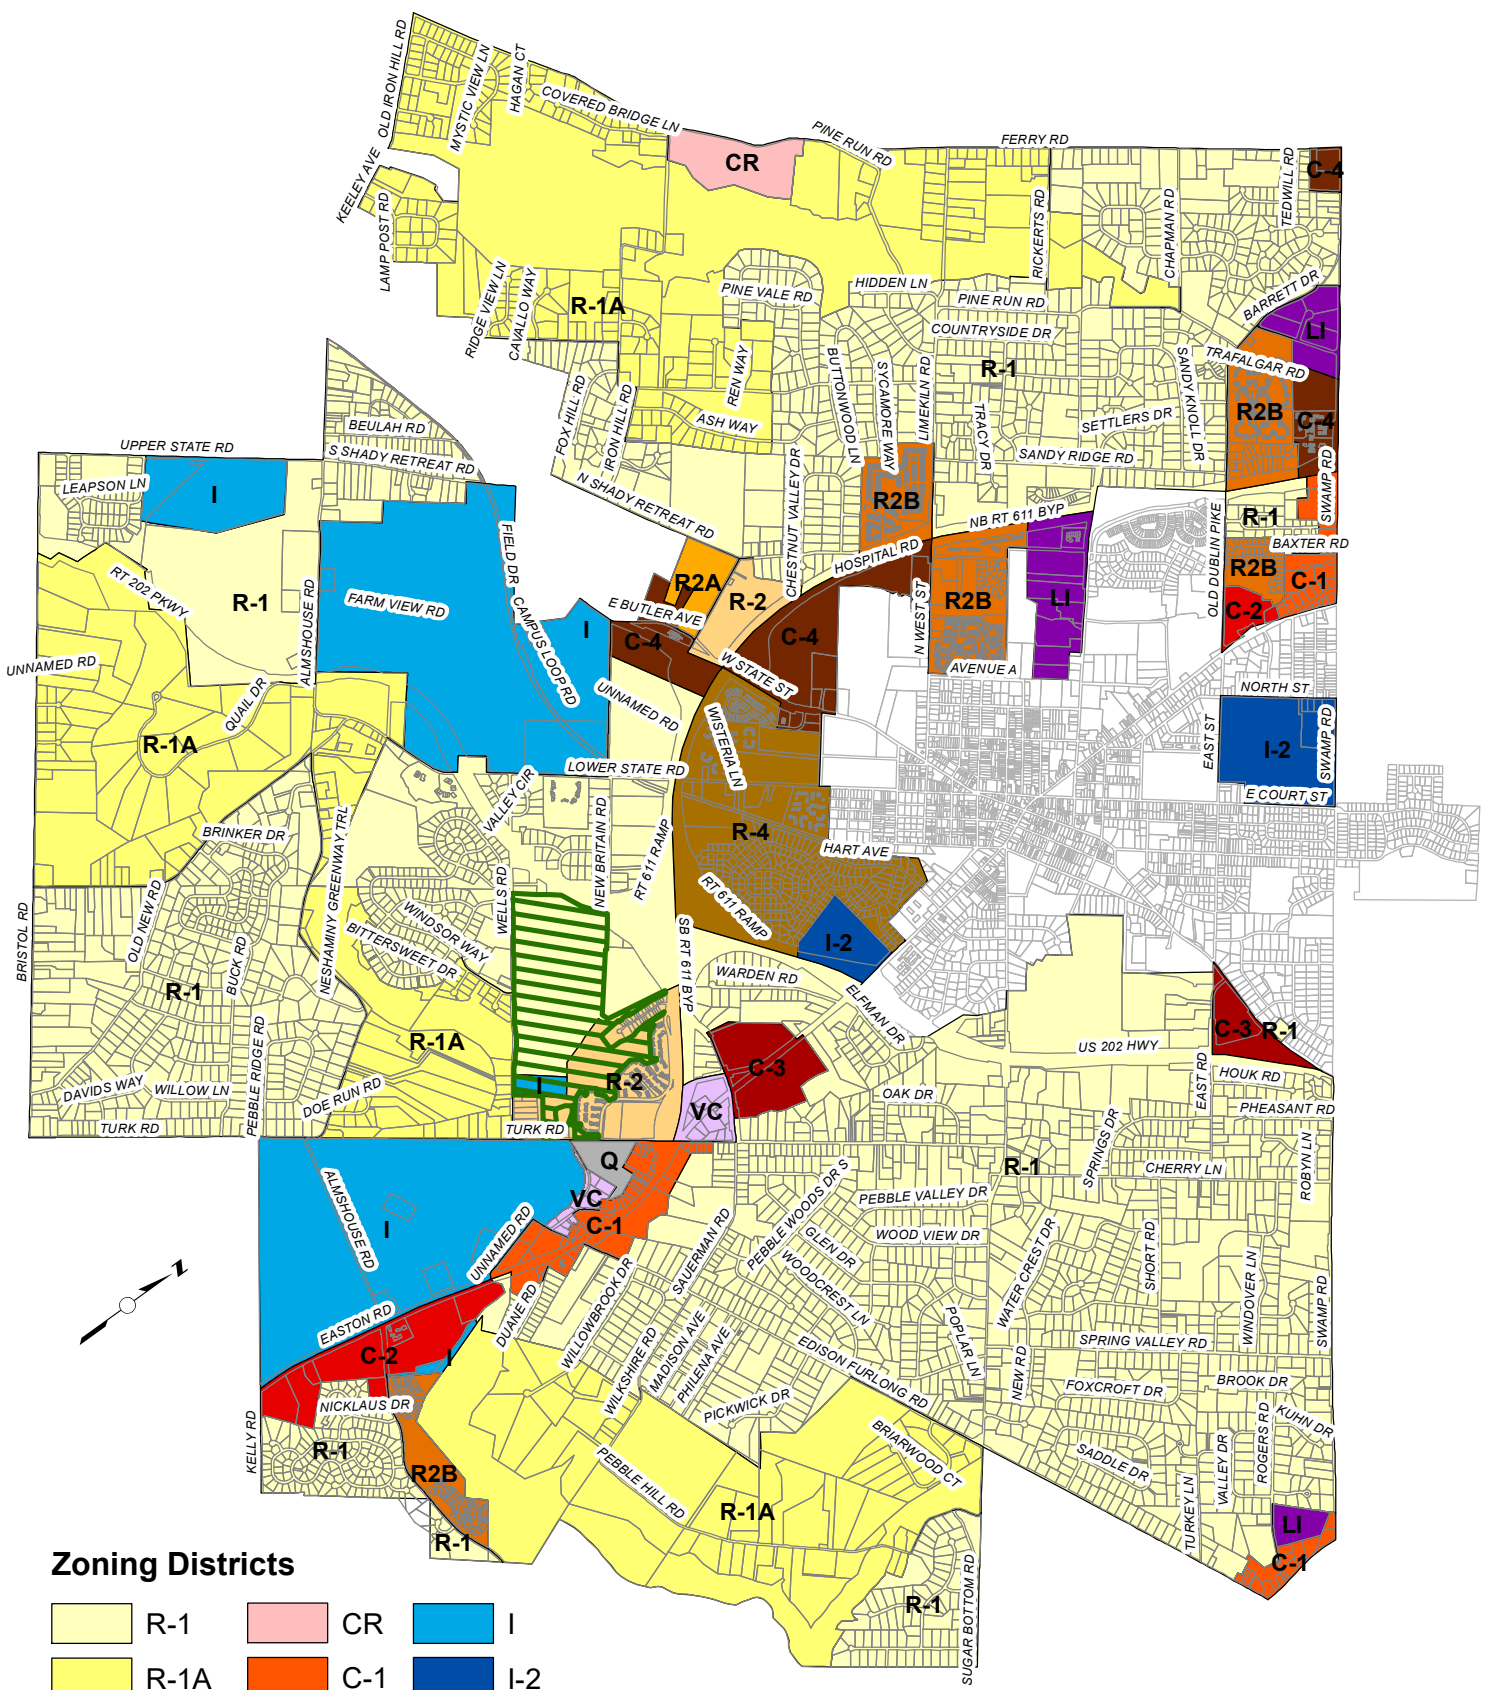 OLD IRON HILL RD
MYSTIC VIEW LN
HAGAN CT
COVERED BRIDGE LN
PINE RUN RD
FERRY RD
KEELEY AVE
LAMP POST RD
CR
RICKERTS RD
CHAPMAN RD
TEDWILL RD
C-4
RIDGE VIEW LN
CAVALLO WAY
R-1A
PINE VALE RD
HIDDEN LN
PINE RUN RD
COUNTRYSIDE DR
BARRETT DR
LI
TRAFALGAR RD
R-1
FOX HILL RD
IRON HILL RD
REN WAY
ASH WAY
BUTTONWOOD LN
SYCAMORE WAY
LIMEKILN RD
TRACY DR
SETTLERS DR
SANDY KNOLL DR
R2B
C-4
BEULAH RD
S SHADY RETREAT RD
UPPER STATE RD
LEAPSON LN
I
N SHADY RETREAT RD
CHESTNUT VALLEY DR
SANDY RIDGE RD
R2B
NB RT 611 BYP
SWAMP RD
R-1
BAXTER RD
OLD DUBLIN PIKE
HOSPITAL RD
R2A
R-2
R2B
C-1
C-2
RT 202 PKWY
R-1
ALMSHOUSE RD
FARM VIEW RD
FIELD DR
CAMPUS LOOP RD
I
E BUTLER AVE
C-4
C-4
N WEST ST
R2B
LI
AVENUE A
UNNAMED RD
QUAIL DR
UNNAMED RD
W STATE ST
WISTERIA LN
NORTH ST
EAST ST
I-2
SWAMP RD
E COURT ST
R-1A
LOWER STATE RD
VALLEY CIR
NEW BRITAIN RD
RT 611 RAMP
R-4
HART AVE
BRINKER DR
NESHAMINY GREENWAY TRL
RT 611 RAMP
I-2
BRISTOL RD
OLD NEW RD
BUCK RD
WINDSOR WAY
BITTERSWEET DR
WELLS RD
SB RT 611 BYP
WARDEN RD
ELFMAN DR
R-1
R-1A
C-3
R-1
US 202 HWY
EAST RD
HOUK RD
C-3
PEBBLE RIDGE RD
DAVIDS WAY
WILLOW LN
DOE RUN RD
I
R-2
VC
OAK DR
PHEASANT RD
TURK RD
TURK RD
SPRINGS DR
ROBYN LN
Q
VC
C-1
R-1
CHERRY LN
ALMSHOUSE RD
I
UNNAMED RD
PEBBLE WOODS DR S
PEBBLE VALLEY DR
WOOD VIEW DR
GLEN DR
WOODCREST LN
SAUERMAN RD
WATER CREST DR
SHORT RD
WINDOVER LN
SWAMP RD
EASTON RD
DUANE RD
WILLOWBROOK DR
WILKSHIRE RD
MADISON AVE
PHILENA AVE
EDISON FURLONG RD
POPLAR LN
NEW RD
SPRING VALLEY RD
C-2
I
NICKLAUS DR
PICKWICK DR
FOXCROFT DR
BROOK DR
KUHN DR
KELLY RD
R-1
R2B
PEBBLE HILL RD
BRIARWOOD CT
SADDLE DR
TURKEY LN
VALLEY DR
ROGERS RD
R-1A
LI
C-1
R-1
R-1
SUGAR BOTTOM RD
Zoning Districts
R-1
CR
I
R-1A
C-1
I-2